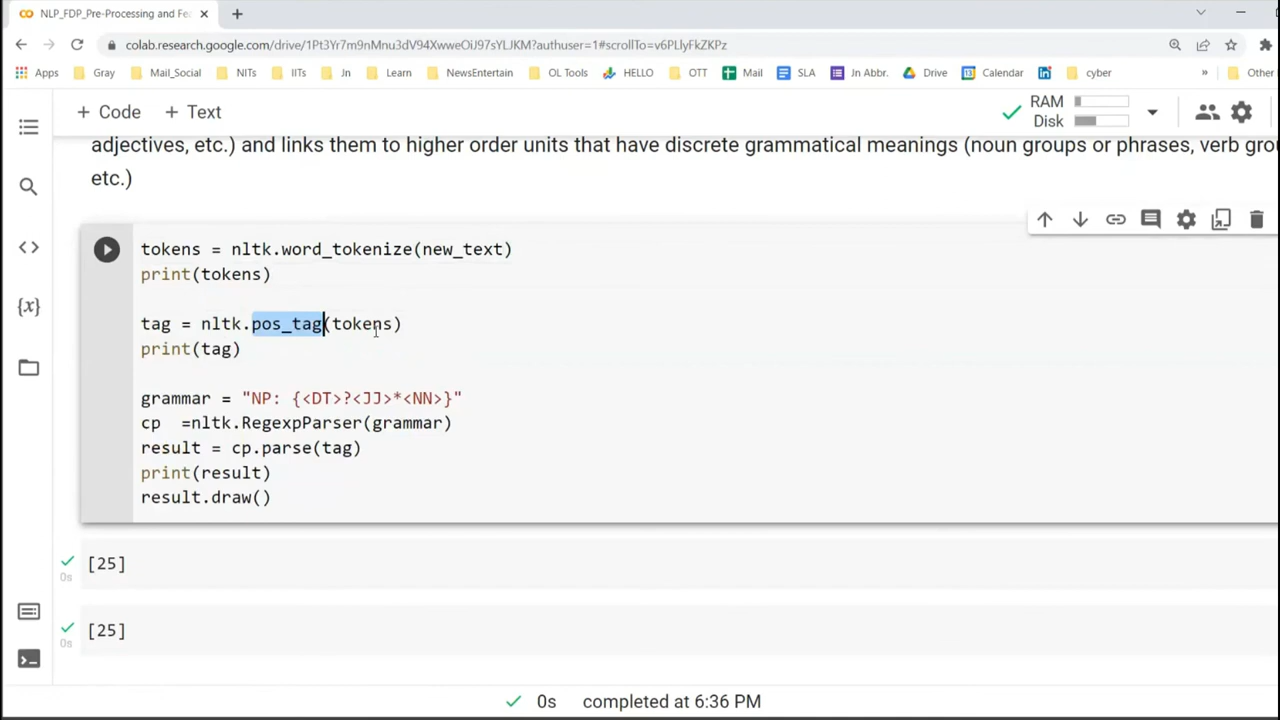 NLP_FDP_Pre-Processing and Fea
colab.research.google.com/drive/1Pt3Yr7m9nMnu3dV94XwweOiJ97sYLJKM?authuser=1#scrollTo=v6PLlyFkZKPz
Apps Gray Mail_Social NITs IITs Jn Learn NewsEntertain OL Tools HELLO OTT Mail SLA Jn Abbr. Drive Calendar cyber » Other
+ Code + Text
RAM
Disk
adjectives, etc.) and links them to higher order units that have discrete grammatical meanings (noun groups or phrases, verb gro
etc.)
tokens = nltk.word_tokenize(new_text)
print(tokens)
tag = nltk.pos_tag(tokens)
print(tag)
grammar = "NP: {<DT>?<JJ>*<NN>}"
cp  =nltk.RegexpParser(grammar)
result = cp.parse(tag)
print(result)
result.draw()
[25]
0s
[25]
0s
0s completed at 6:36 PM